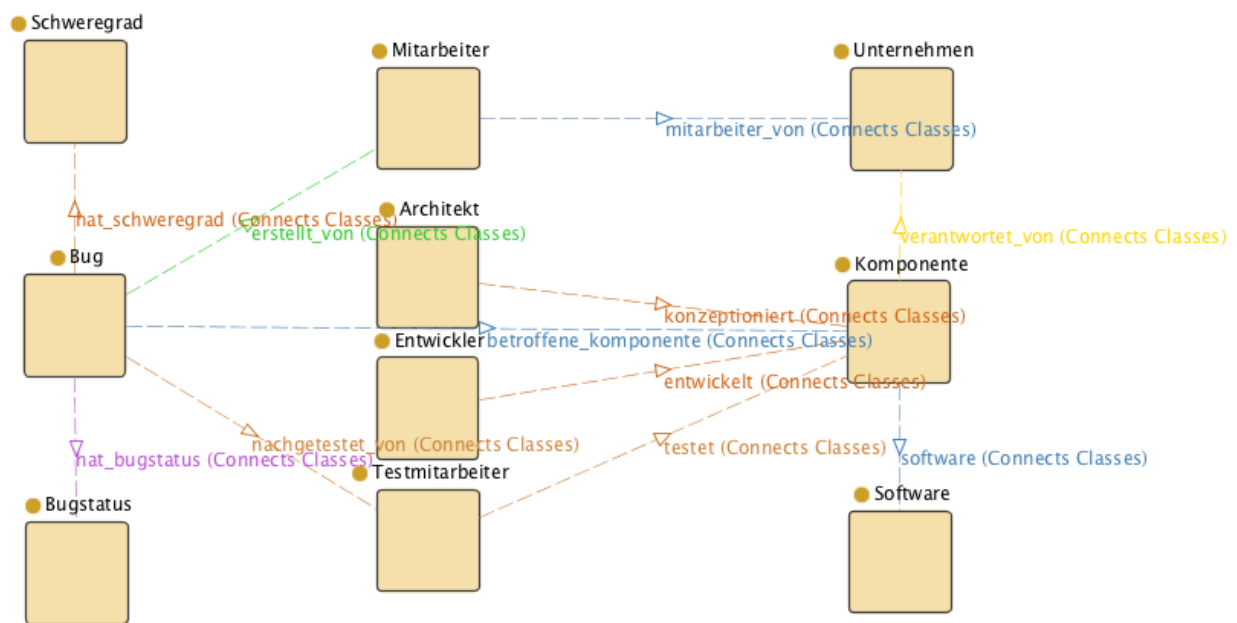 Schweregrad
Mitarbeiter
Unternehmen
mitarbeiter_von (Connects Classes)
Architekt
hat_schweregrad (Connects Classes)
erstellt_von (Connects Classes)
verantwortet_von (Connects Classes)
Bug
Komponente
konzeptioniert (Connects Classes)
Entwickler
betroffene_komponente (Connects Classes)
entwickelt (Connects Classes)
nachgetestet_von (Connects Classes)
testet (Connects Classes)
hat_bugstatus (Connects Classes)
software (Connects Classes)
Testmitarbeiter
Bugstatus
Software